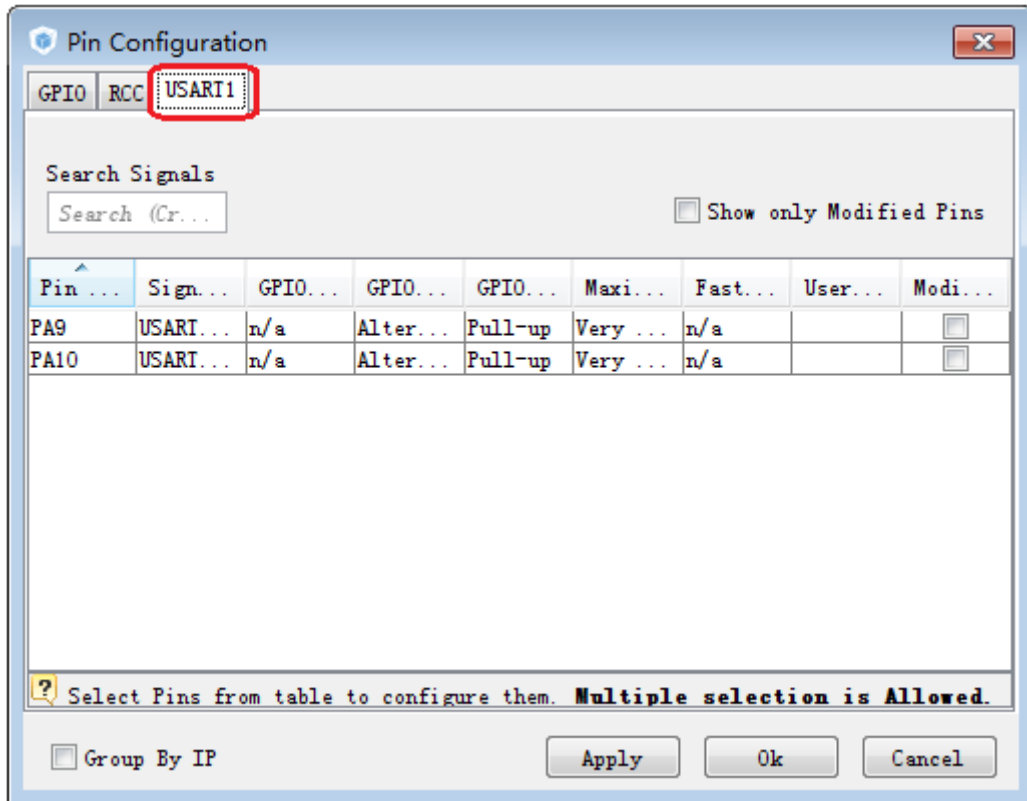 Pin Configuration
GPIO RCC USART1
Search Signals
Search (Cr...
Show only Modified Pins
Pin ... Sign... GPIO... GPIO... GPIO... Maxi... Fast... User... Modi...
PA9 USART... n/a Alter... Pull-up Very ... n/a
PA10 USART... n/a Alter... Pull-up Very ... n/a
Select Pins from table to configure them. Multiple selection is Allowed.
Group By IP Apply Ok Cancel